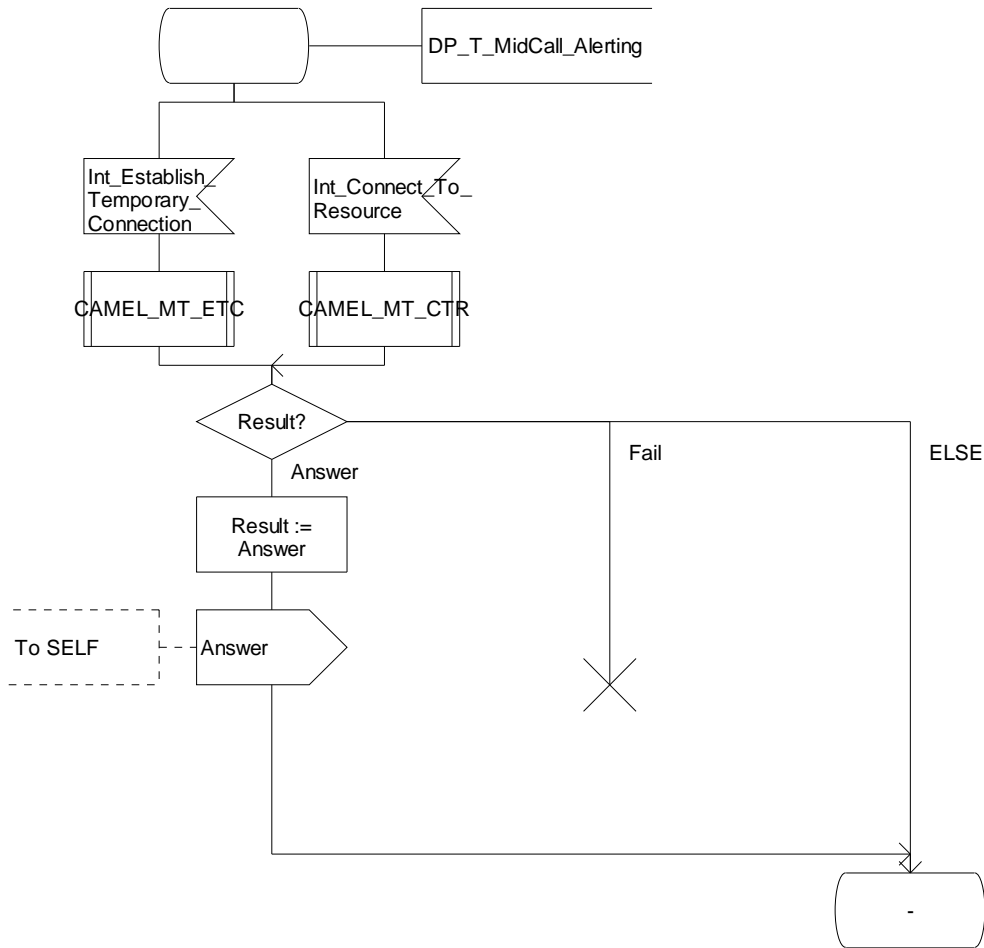 DP_T_MidCall_Alerting
Int_Establish_
Temporary_
Connection
Int_Connect_To_
Resource
CAMEL_MT_ETC
CAMEL_MT_CTR
Result?
Fail
ELSE
Answer
Result :=
Answer
To SELF
Answer
-